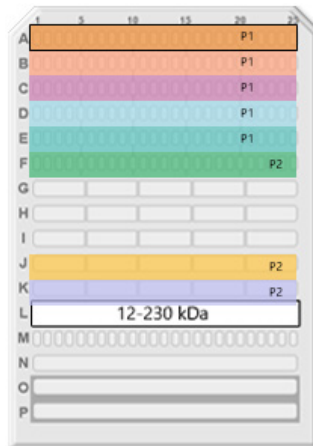 1 5 10 15 20 25
A P1
B P1
C P1
D P1
E P1
F P2
G
H
I
J P2
K P2
L 12-230 kDa
M
N
O
P